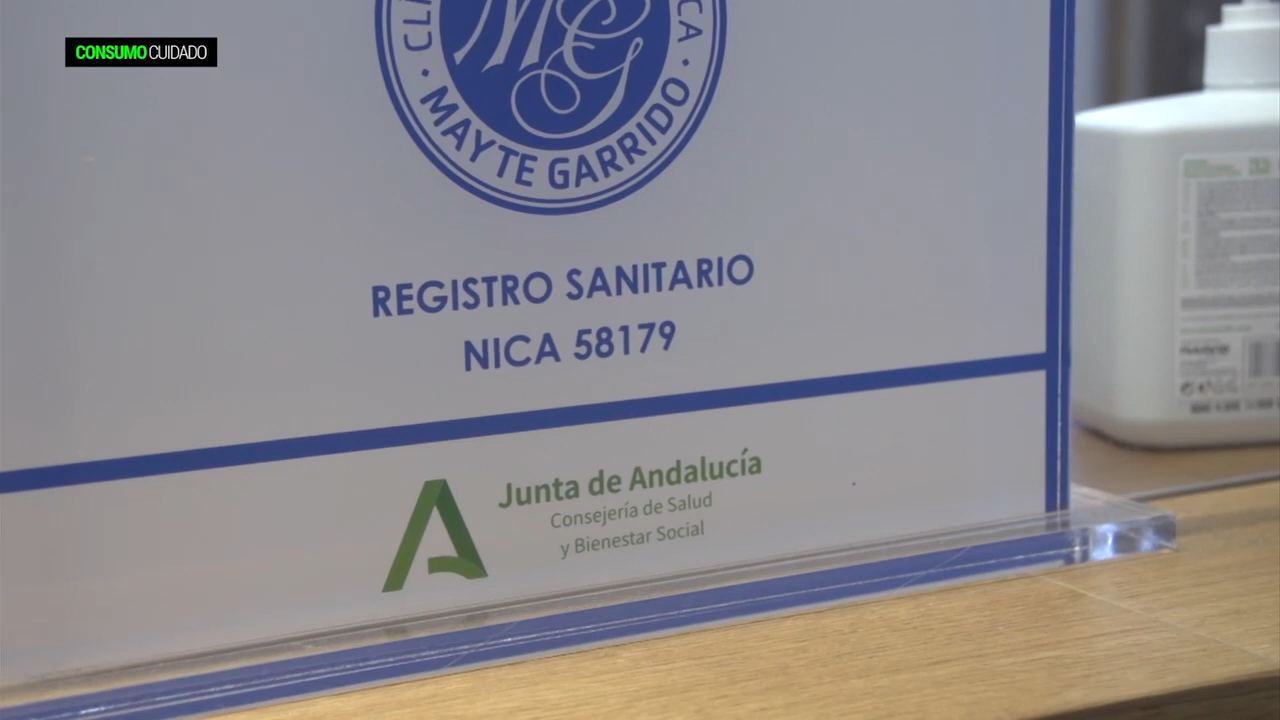 CONSUMO CUIDADO
· MAYTE GARRIDO ·
REGISTRO SANITARIO
NICA 58179
Junta de Andalucía
Consejería de Salud
y Bienestar Social